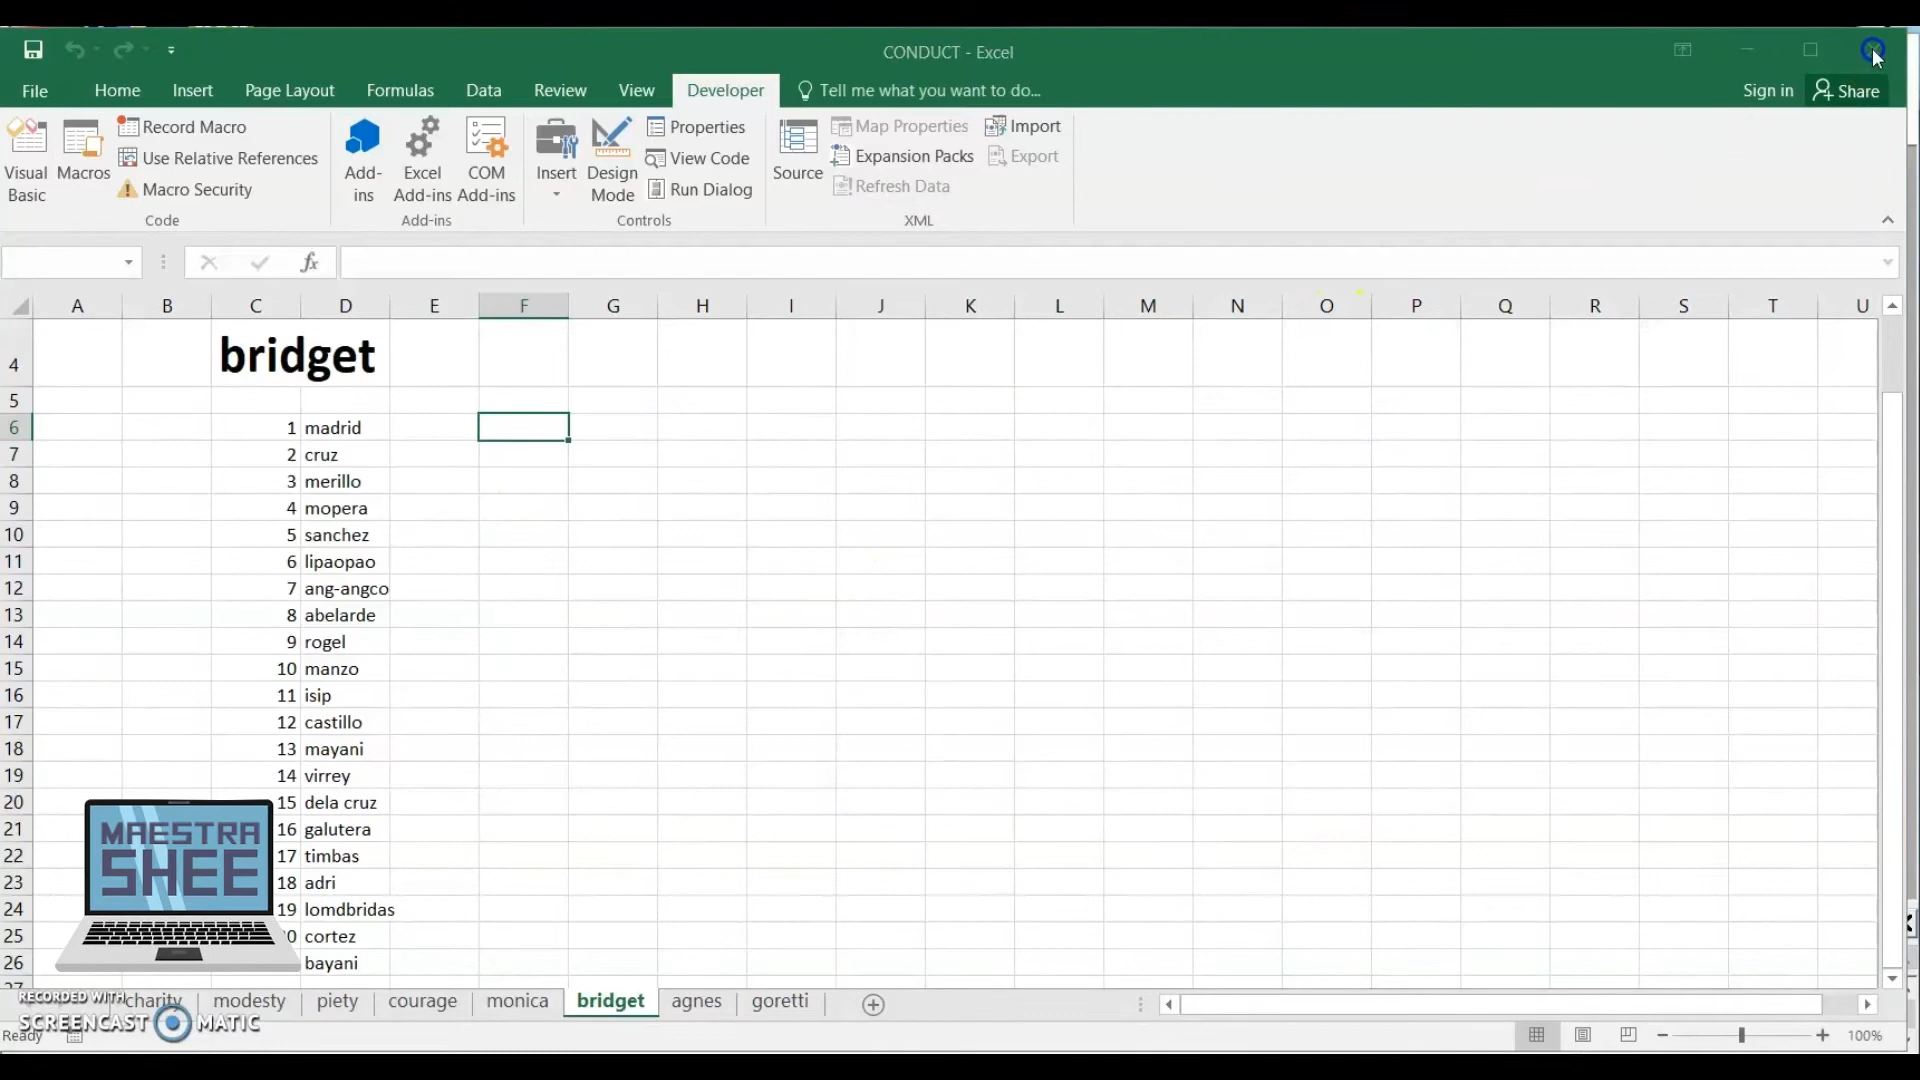 CONDUCT - Excel
File Home Insert Page Layout Formulas Data Review View Developer Tell me what you want to do... Sign in Share
Visual Basic
Macros
Record Macro
Use Relative References
Macro Security
Code
Add-ins
Excel Add-ins
COM Add-ins
Add-ins
Insert
Design Mode
Properties
View Code
Run Dialog
Controls
Source
Map Properties
Expansion Packs
Refresh Data
Import
Export
XML
fx
A B C D E F G H I J K L M N O P Q R S T U
4 bridget
5
6 1 madrid
7 2 cruz
8 3 merillo
9 4 mopera
10 5 sanchez
11 6 lipaopao
12 7 ang-angco
13 8 abelarde
14 9 rogel
15 10 manzo
16 11 isip
17 12 castillo
18 13 mayani
19 14 virrey
20 15 dela cruz
21 16 galutera
22 17 timbas
23 18 adri
24 19 lomdbridas
25 cortez
26 bayani
27
MAESTRA
SHEE
charity modesty piety courage monica bridget agnes goretti
RECORDED WITH
SCREENCAST MATIC
Ready
100%